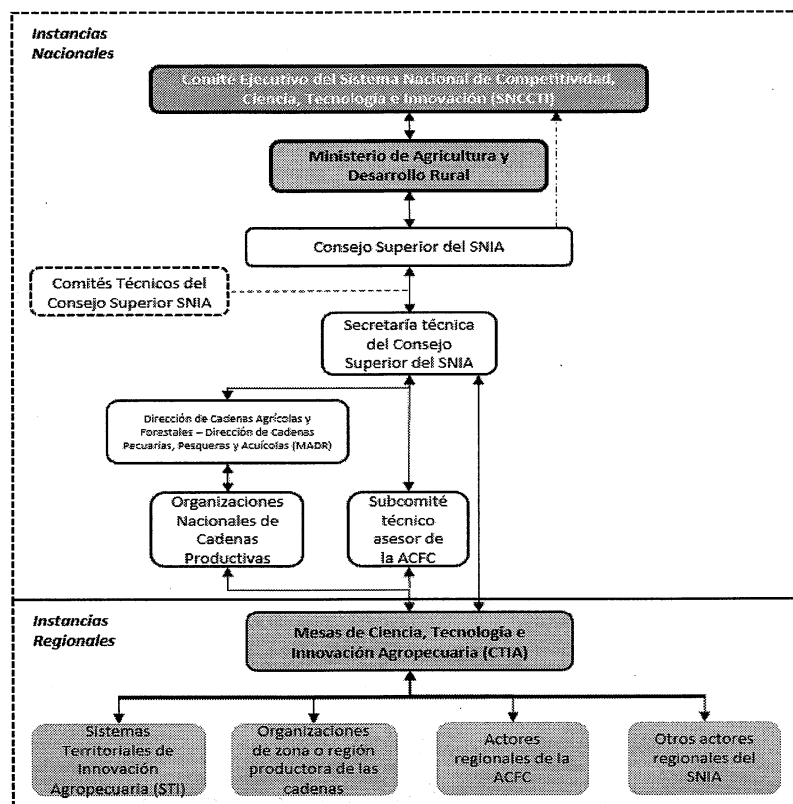 Instancias
Nacionales
Comité Ejecutivo del Sistema Nacional de Competitividad,
Ciencia, Tecnología e Innovación (SNCCTI)
Ministerio de Agricultura y
Desarrollo Rural
Consejo Superior del SNIA
Comités Técnicos del
Consejo Superior SNIA
Secretaría técnica
del Consejo
Superior del SNIA
Dirección de Cadenas Agrícolas y
Forestales – Dirección de Cadenas
Pecuarias, Pesqueras y Acuícolas (MADR)
Organizaciones
Nacionales de
Cadenas
Productivas
Subcomité
técnico
asesor de
la ACFC
Instancias
Regionales
Mesas de Ciencia, Tecnología e
Innovación Agropecuaria (CTIA)
Sistemas
Territoriales de
Innovación
Agropecuaria (STI)
Organizaciones
de zona o región
productora de las
cadenas
Actores
regionales de la
ACFC
Otros actores
regionales del
SNIA